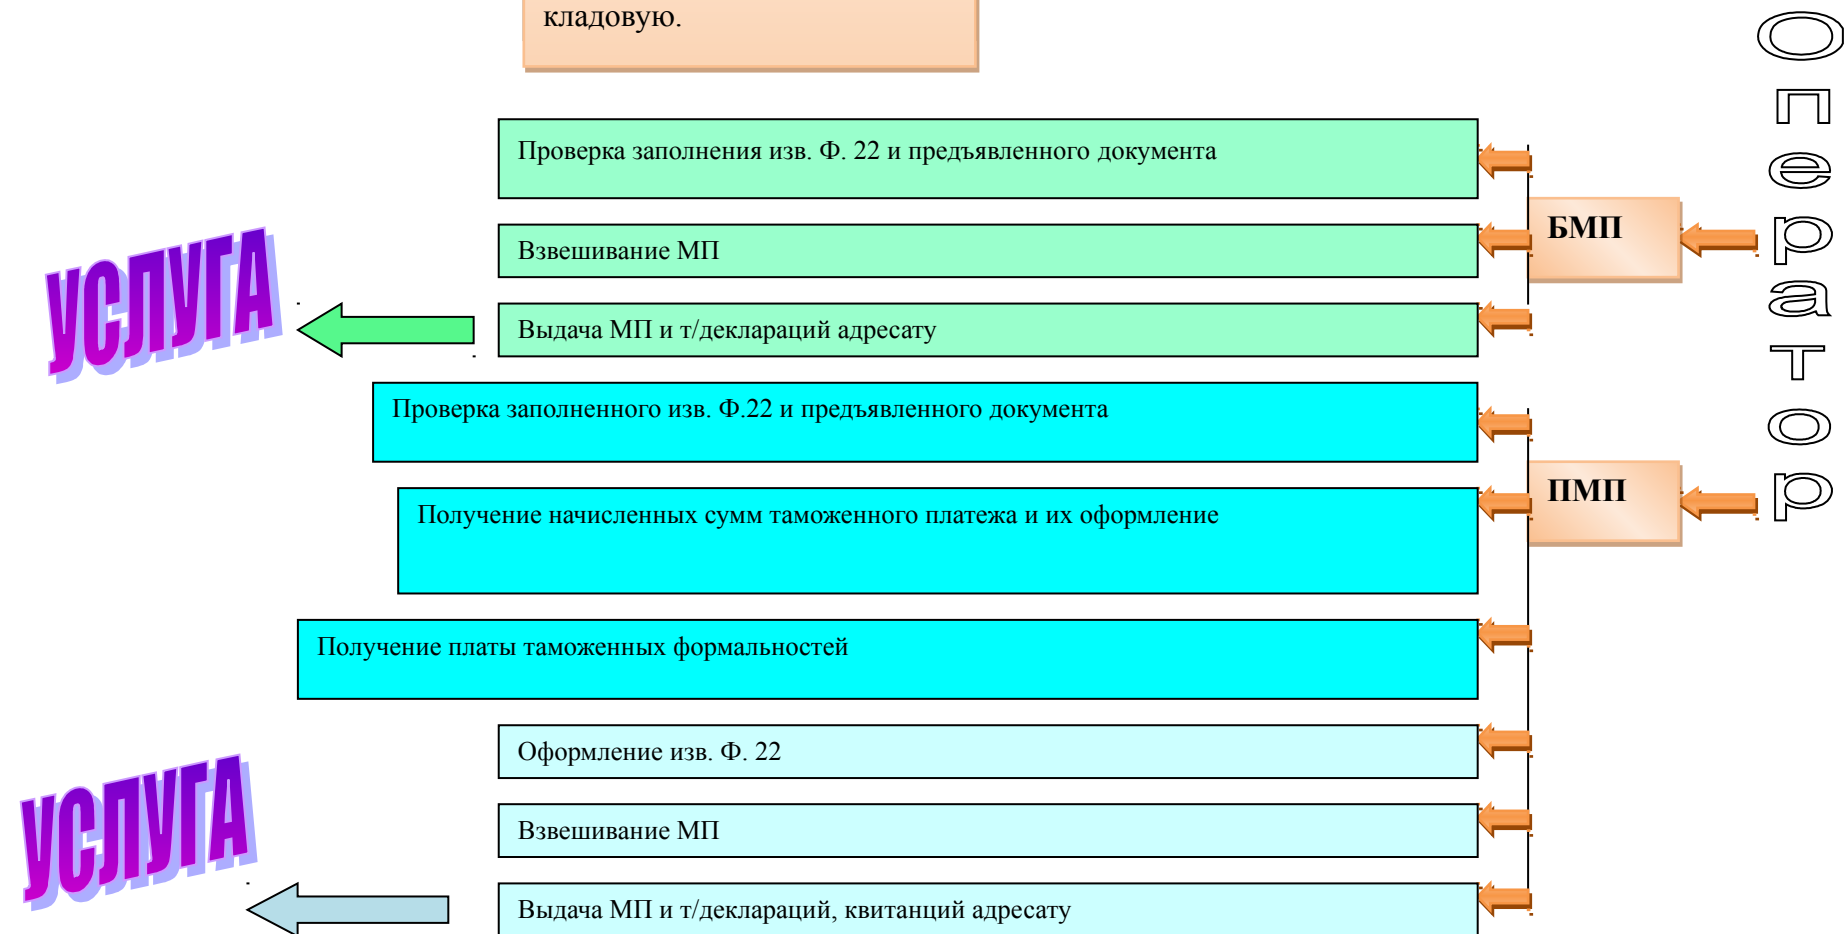 кладовую.
Оператор
Проверка заполнения изв. Ф. 22 и предъявленного документа
БМП
Взвешивание МП
УСЛУГА
Выдача МП и т/деклараций адресату
Проверка заполненного изв. Ф.22 и предъявленного документа
ПМП
Получение начисленных сумм таможенного платежа и их оформление
Получение платы таможенных формальностей
Оформление изв. Ф. 22
Взвешивание МП
УСЛУГА
Выдача МП и т/деклараций, квитанций адресату